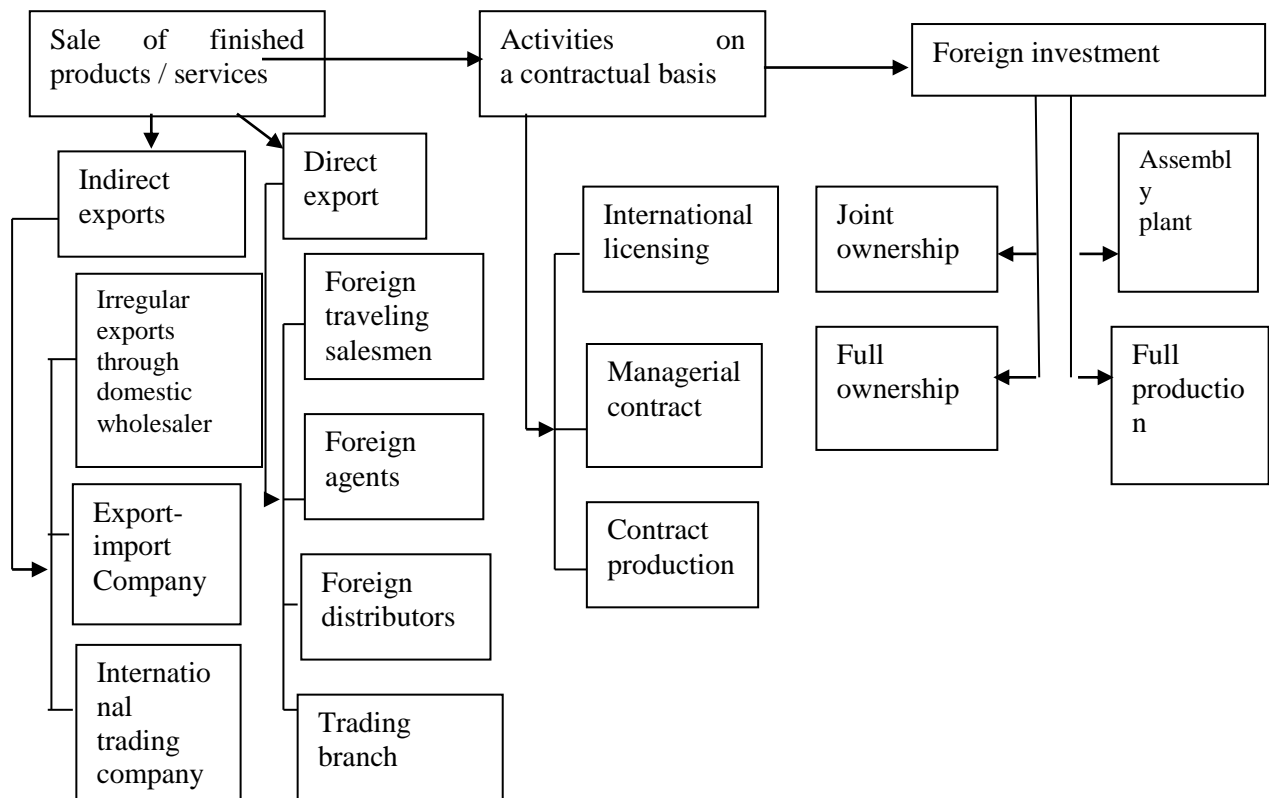 Sale of finished
products / services
Activities on
a contractual basis
Foreign investment
Indirect
exports
Direct
export
Irregular
exports
through
domestic
wholesaler
Export-
import
Company
Internatio
nal
trading
company
Foreign
traveling
salesmen
Foreign
agents
Foreign
distributors
Trading
branch
International
licensing
Managerial
contract
Contract
production
Joint
ownership
Full
ownership
Assembl
y
plant
Full
productio
n